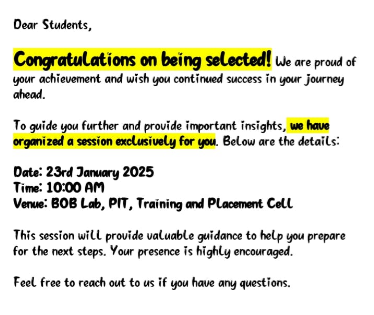 Dear Students,
Congratulations on being selected! We are proud of
your achievement and wish you continued success in your journey
ahead.
To guide you further and provide important insights, we have
organized a session exclusively for you. Below are the details:
Date: 23rd January 2025
Time: 10:00 AM
Venue: BOB Lab, PIT, Training and Placement Cell
This session will provide valuable guidance to help you prepare
for the next steps. Your presence is highly encouraged.
Feel free to reach out to us if you have any questions.